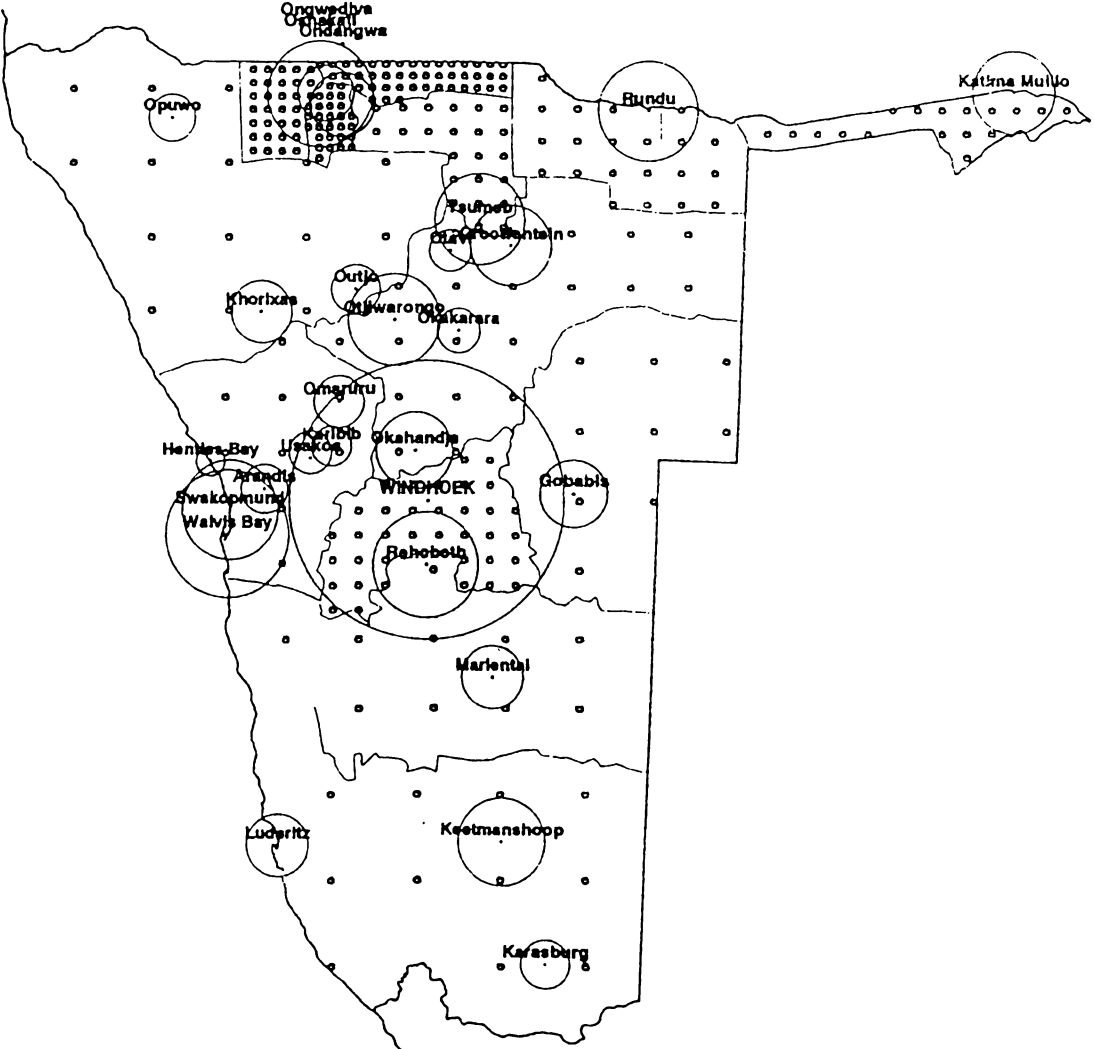 Ongwediva
Oshakati
Ondangwa
Opuwo
Rundu
Katima Mulilo
Tsumeb
Grootfontein
Otavi
Outjo
Khorixas
Otjiwarongo
Okakarara
Omaruru
Karibib
Okahandja
Usakos
Henties Bay
Arandis
Gobabis
WINDHOEK
Swakopmund
Walvis Bay
Rehoboth
Mariental
Luderitz
Keetmanshoop
Karasburg